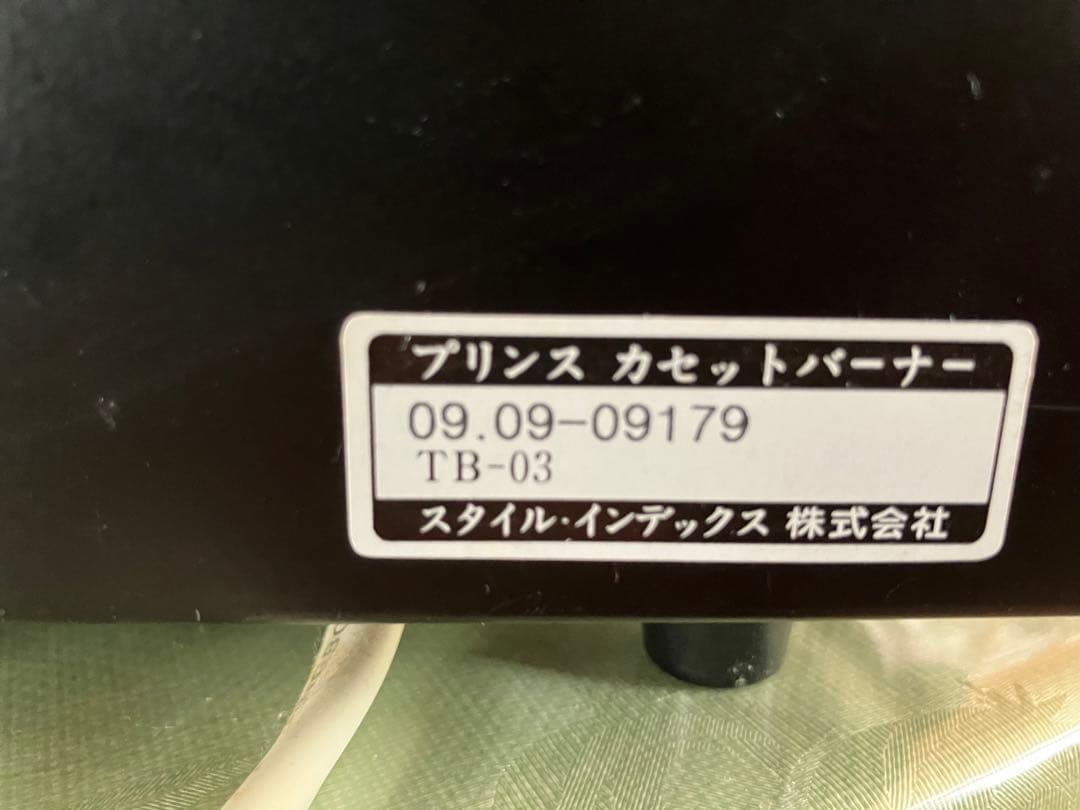 プリンス カセットバーナー
09.09-09179
TB-03
スタイル・インデックス 株式会社